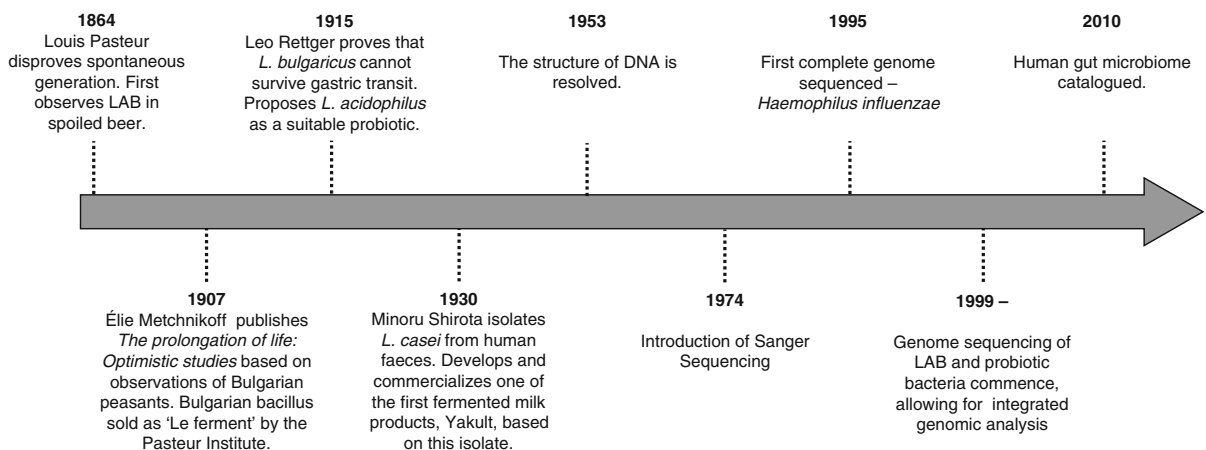 1864
Louis Pasteur
disproves spontaneous
generation. First
observes LAB in
spoiled beer.
1915
Leo Rettger proves that
L. bulgaricus cannot
survive gastric transit.
Proposes L. acidophilus
as a suitable probiotic.
1953
The structure of DNA is
resolved.
1995
First complete genome
sequenced –
Haemophilus influenzae
2010
Human gut microbiome
catalogued.
1907
Élie Metchnikoff publishes
The prolongation of life:
Optimistic studies based on
observations of Bulgarian
peasants. Bulgarian bacillus
sold as ‘Le ferment’ by the
Pasteur Institute.
1930
Minoru Shirota isolates
L. casei from human
faeces. Develops and
commercializes one of
the first fermented milk
products, Yakult, based
on this isolate.
1974
Introduction of Sanger
Sequencing
1999 –
Genome sequencing of
LAB and probiotic
bacteria commence,
allowing for integrated
genomic analysis